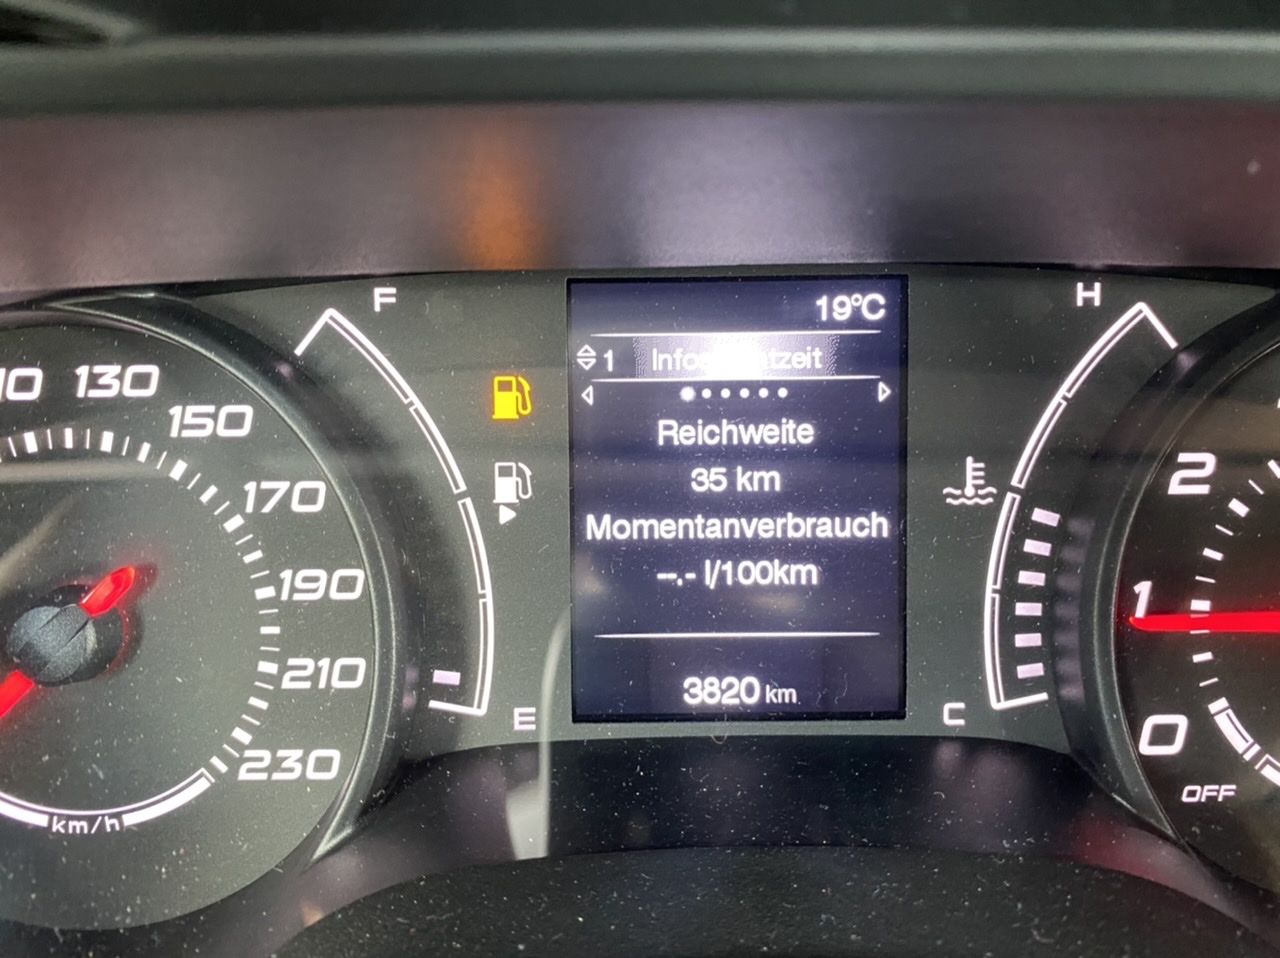 F
H
19°C
1
130
150
170
190
210
230
km/h
Reichweite
35 km
Momentanverbrauch
--.- l/100km
3820 km
E
C
2
1
0
OFF